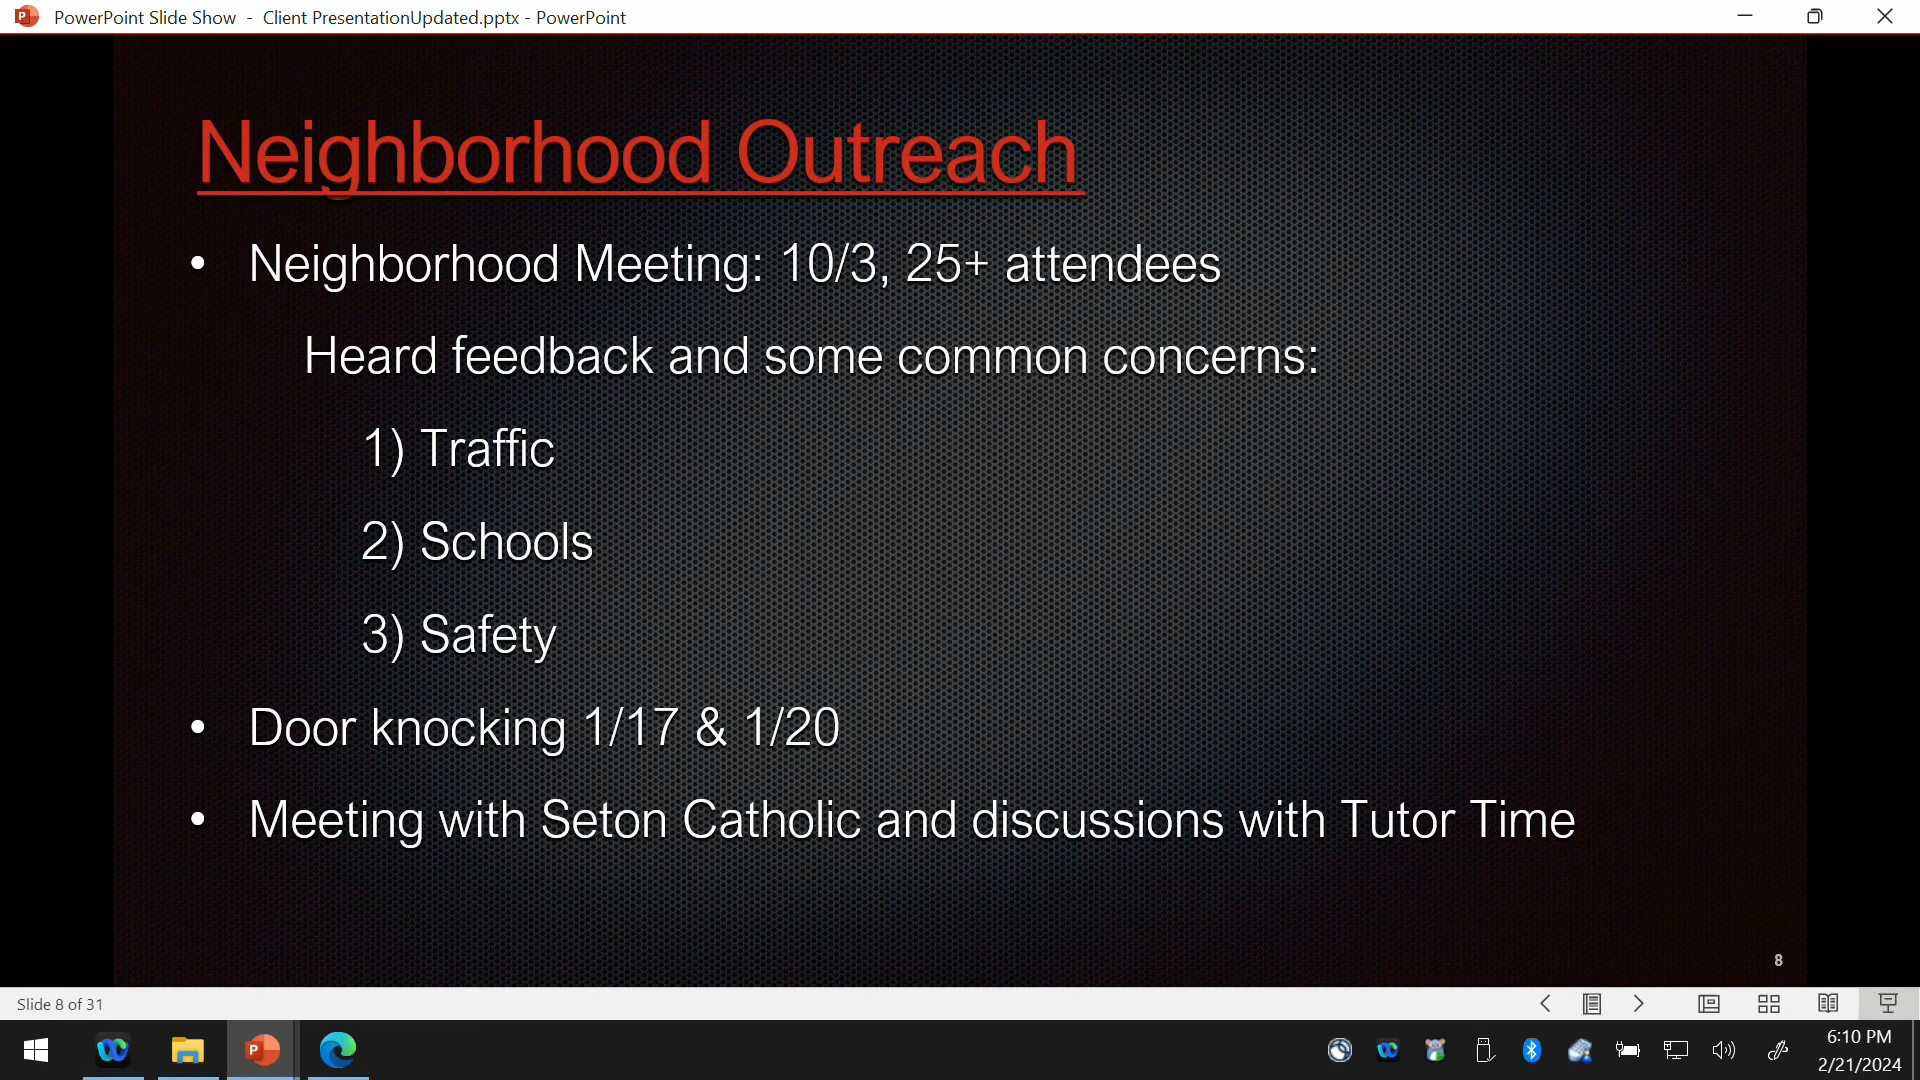 PowerPoint Slide Show - Client PresentationUpdated.pptx - PowerPoint
Neighborhood Outreach
• Neighborhood Meeting: 10/3, 25+ attendees
Heard feedback and some common concerns:
1) Traffic
2) Schools
3) Safety
• Door knocking 1/17 & 1/20
• Meeting with Seton Catholic and discussions with Tutor Time
8
Slide 8 of 31
6:10 PM
2/21/2024